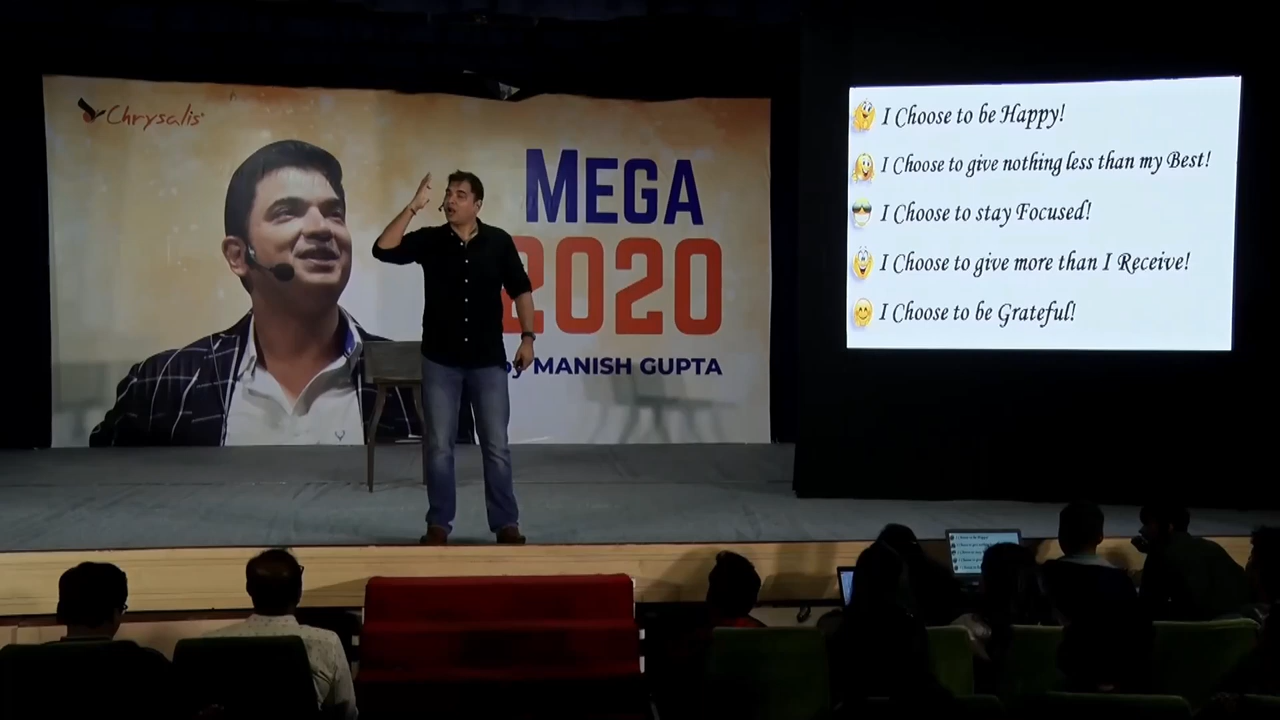 Chrysalis
MEGA
2020
by MANISH GUPTA
I Choose to be Happy!
I Choose to give nothing less than my Best!
I Choose to stay Focused!
I Choose to give more than I Receive!
I Choose to be Grateful!